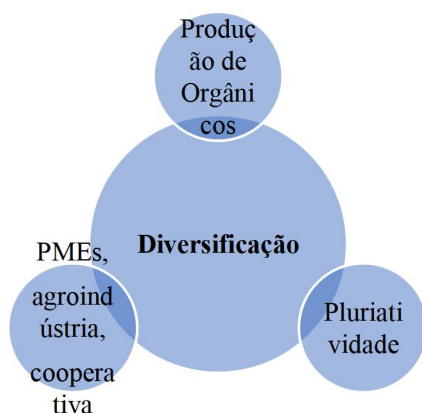 Produç
ão de
Orgâni
cos
Diversificação
PMEs,
agroind
ústria,
coopera
tiva
Pluriati
vidade